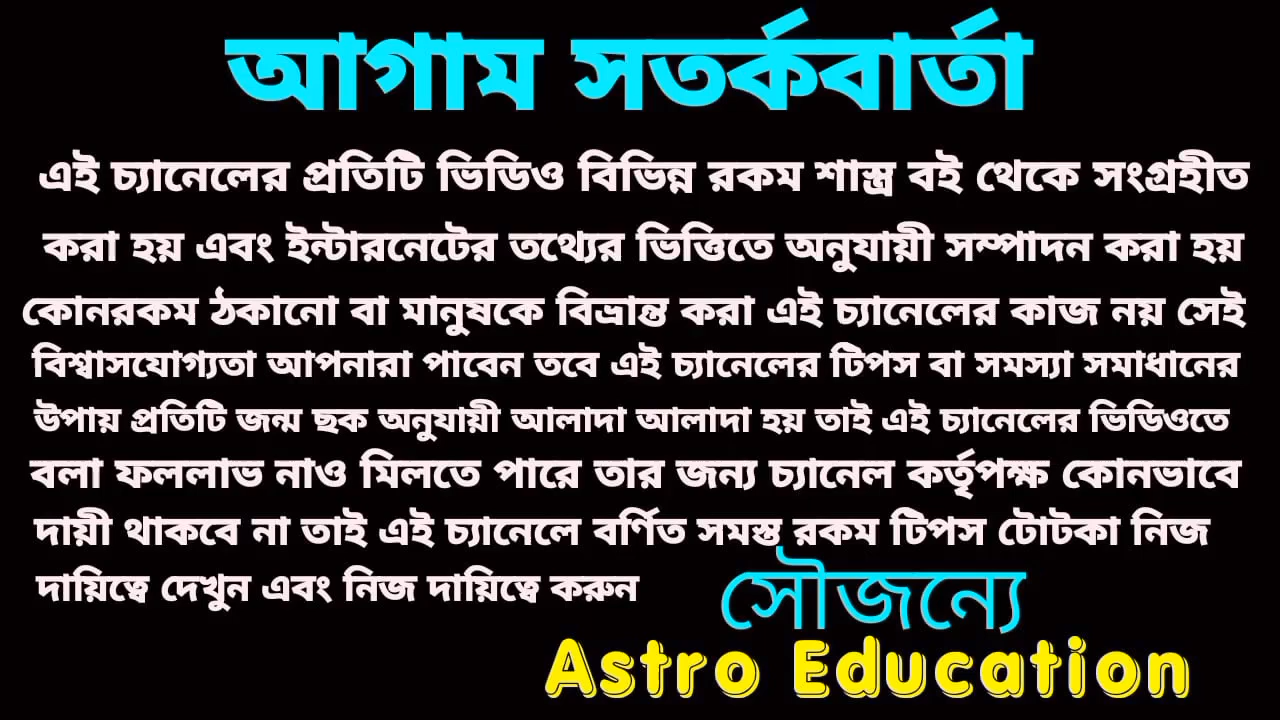 আগাম সতর্কবার্তা
এই চ্যানেলের প্রতিটি ভিডিও বিভিন্ন রকম শাস্ত্র বই থেকে সংগ্রহীত
করা হয় এবং ইন্টারনেটের তথ্যের ভিত্তিতে অনুযায়ী সম্পাদন করা হয়
কোনরকম ঠকানো বা মানুষকে বিভ্রান্ত করা এই চ্যানেলের কাজ নয় সেই
বিশ্বাসযোগ্যতা আপনারা পাবেন তবে এই চ্যানেলের টিপস বা সমস্যা সমাধানের
উপায় প্রতিটি জন্ম ছক অনুযায়ী আলাদা আলাদা হয় তাই এই চ্যানেলের ভিডিওতে
বলা ফললাভ নাও মিলতে পারে তার জন্য চ্যানেল কর্তৃপক্ষ কোনভাবে
দায়ী থাকবে না তাই এই চ্যানেলে বর্ণিত সমস্ত রকম টিপস টোটকা নিজ
দায়িত্বে দেখুন এবং নিজ দায়িত্বে করুন
সৌজন্যে
Astro Education